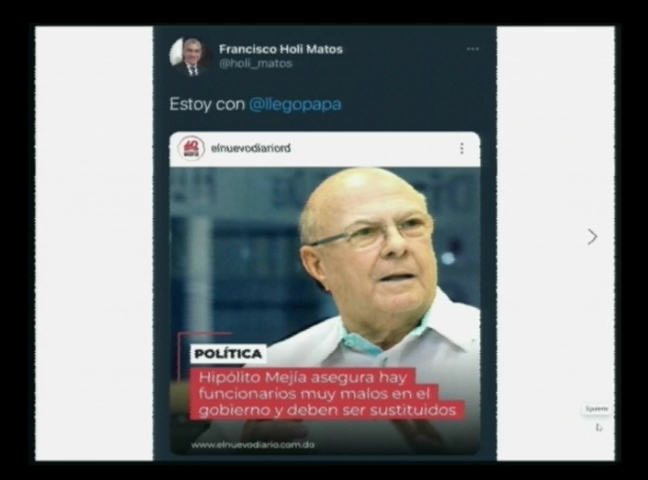 Francisco Holi Matos
@holi_matos
Estoy con @llegopapa
elnuevodiariord
POLÍTICA
Hipólito Mejía asegura hay
funcionarios muy malos en el
gobierno y deben ser sustituidos
www.elnuevodiario.com.do
Siguiente